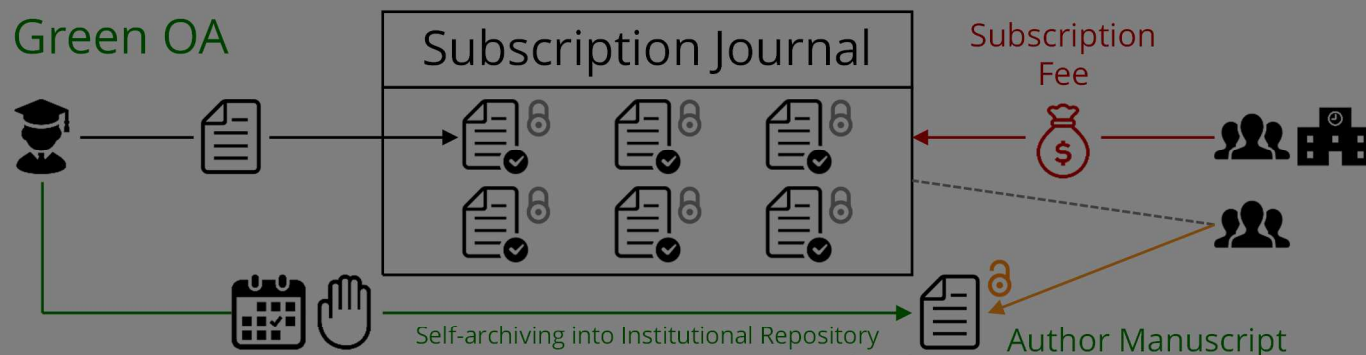 Green OA
Subscription Journal
Subscription
Fee
$
Self-archiving into Institutional Repository
Author Manuscript